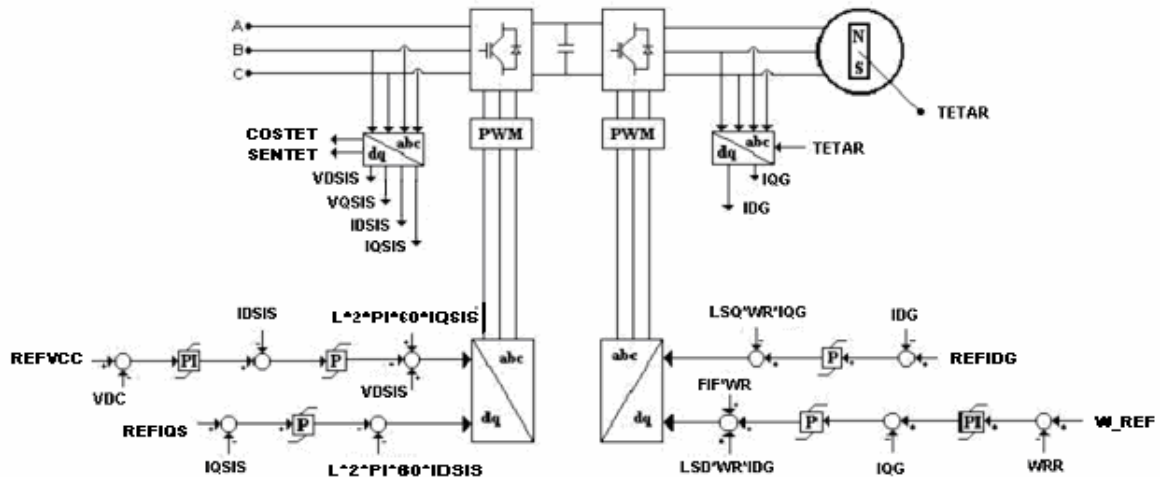 A
B
C
N
S
TETAR
PWM
PWM
COSTET
SENTET
abc
dq
abc
dq
TETAR
VDSIS
VQSIS
IDSIS
IQSIS
IQG
IDG
IDSIS
L*2*PI*60*IQSIS
LSQ*WR*IQG
IDG
REFVCC
PI
P
abc
abc
P
REFIDG
VDC
VDSIS
FIF*WR
REFIQS
P
dq
dq
P
PI
W_REF
IQSIS
L*2*PI*60*IDSIS
LSD*WR*IDG
IQG
WRR